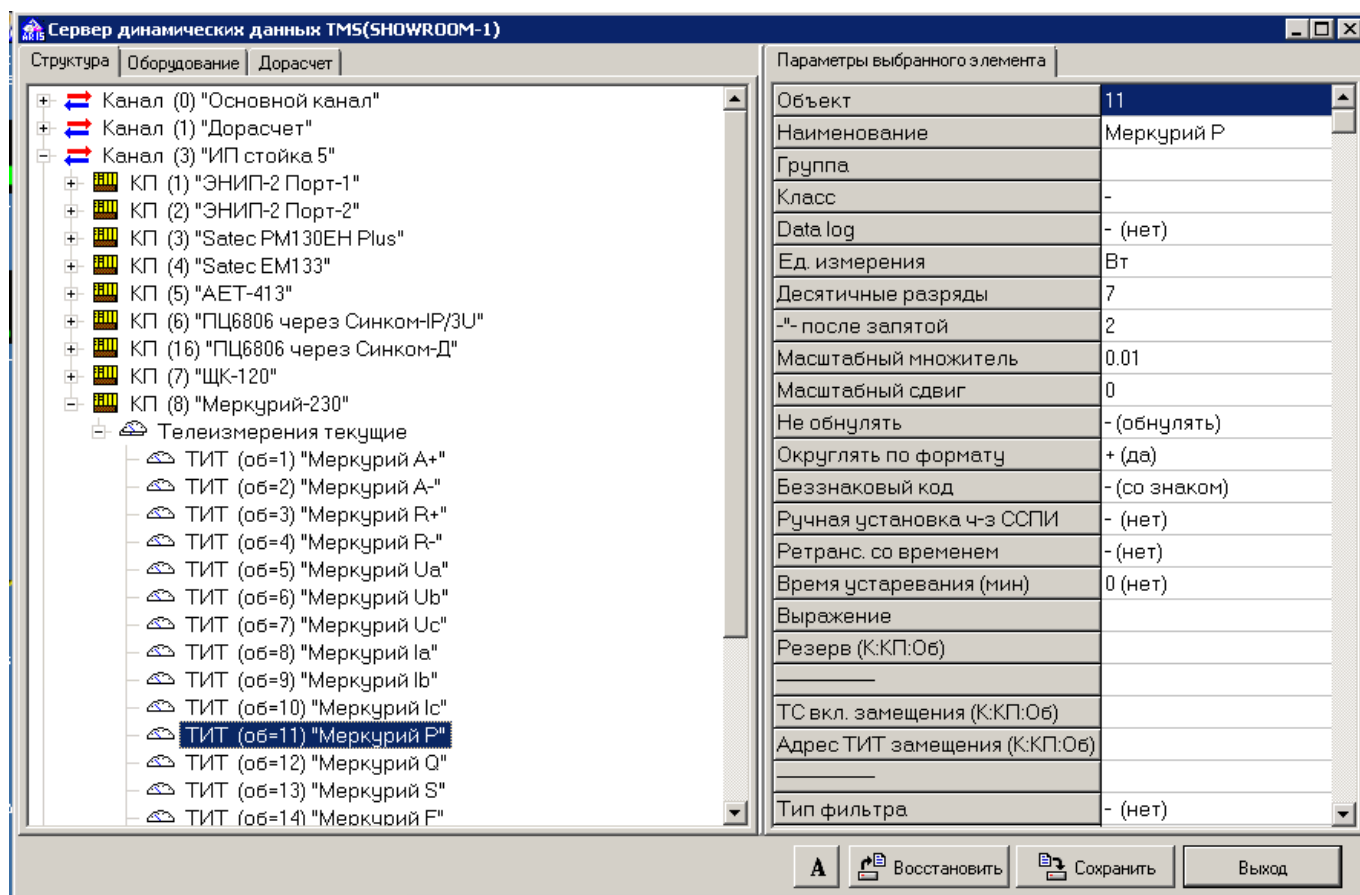 Сервер динамических данных TMS(SHOWROOM-1)
Структура Оборудование Дорасчет
Канал (0) "Основной канал"
Канал (1) "Дорасчет"
Канал (3) "ИП стойка 5"
КП (1) "ЭНИП-2 Порт-1"
КП (2) "ЭНИП-2 Порт-2"
КП (3) "Satec PM130EH Plus"
КП (4) "Satec EM133"
КП (5) "АЕТ-413"
КП (6) "ПЦ6806 через Синком-IP/3U"
КП (16) "ПЦ6806 через Синком-Д"
КП (7) "ЩК-120"
КП (8) "Меркурий-230"
Телеизмерения текущие
ТИТ (об=1) "Меркурий A+"
ТИТ (об=2) "Меркурий A-"
ТИТ (об=3) "Меркурий R+"
ТИТ (об=4) "Меркурий R-"
ТИТ (об=5) "Меркурий Ua"
ТИТ (об=6) "Меркурий Ub"
ТИТ (об=7) "Меркурий Uc"
ТИТ (об=8) "Меркурий Ia"
ТИТ (об=9) "Меркурий Ib"
ТИТ (об=10) "Меркурий Ic"
ТИТ (об=11) "Меркурий P"
ТИТ (об=12) "Меркурий Q"
ТИТ (об=13) "Меркурий S"
ТИТ (об=14) "Меркурий F"
Параметры выбранного элемента
Объект 11
Наименование Меркурий P
Группа
Класс -
Data log - (нет)
Ед. измерения Вт
Десятичные разряды 7
-"- после запятой 2
Масштабный множитель 0.01
Масштабный сдвиг 0
Не обнулять - (обнулять)
Округлять по формату + (да)
Беззнаковый код - (со знаком)
Ручная установка ч-з ССПИ - (нет)
Ретранс. со временем - (нет)
Время устаревания (мин) 0 (нет)
Выражение
Резерв (К:КП:Об)
ТС вкл. замещения (К:КП:Об)
Адрес ТИТ замещения (К:КП:Об)
Тип фильтра - (нет)
A Восстановить Сохранить Выход